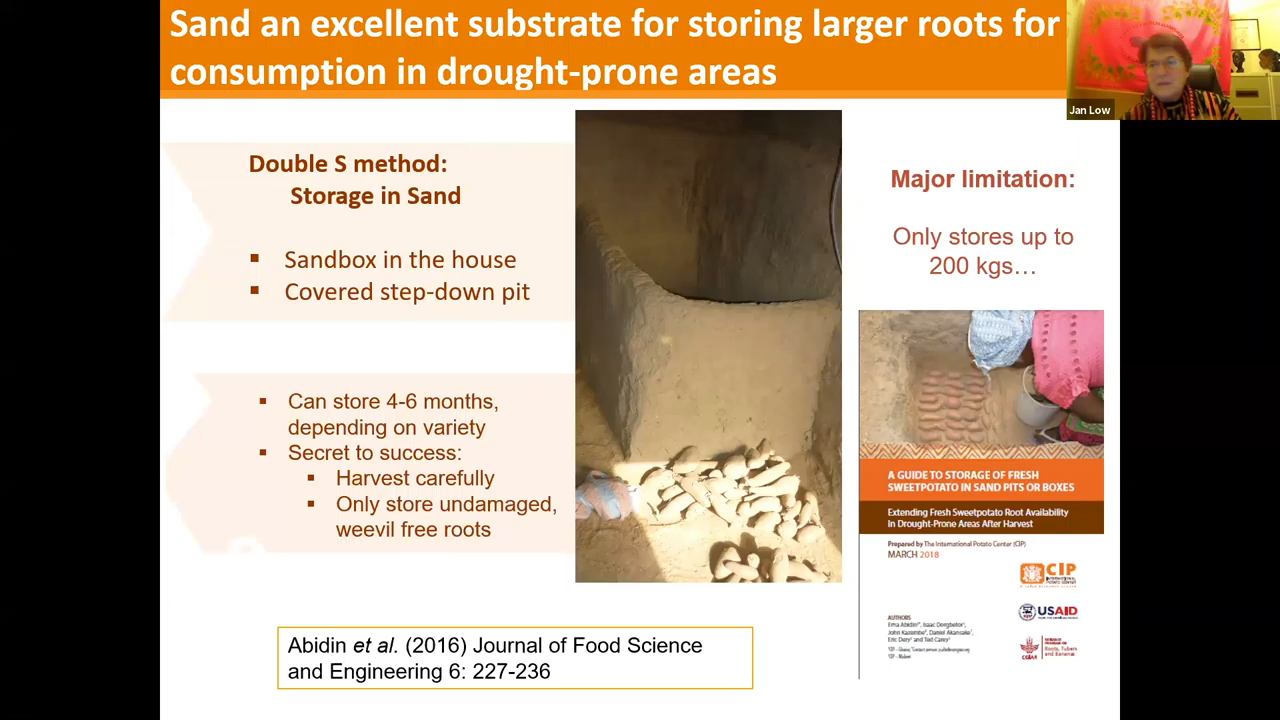 Sand an excellent substrate for storing larger roots for
consumption in drought-prone areas
Jan Low
Double S method:
Storage in Sand
▪ Sandbox in the house
▪ Covered step-down pit
▪ Can store 4-6 months,
depending on variety
▪ Secret to success:
▪ Harvest carefully
▪ Only store undamaged,
weevil free roots
Abidin et al. (2016) Journal of Food Science
and Engineering 6: 227-236
Major limitation:
Only stores up to
200 kgs…
A GUIDE TO STORAGE OF FRESH
SWEETPOTATO IN SAND PITS OR BOXES
Extending Fresh Sweetpotato Root Availability
in Drought-Prone Areas After Harvest
Prepared by The International Potato Center (CIP)
MARCH 2018
CIP
INTERNATIONAL
POTATO CENTER
USAID
AUTHORS
Erna Abidin, Isaac Dongbetor,
John Kazembe, Daniel Akansake,
Eric Dery and Ted Carey
CGIAR
Roots, Tubers
and Bananas